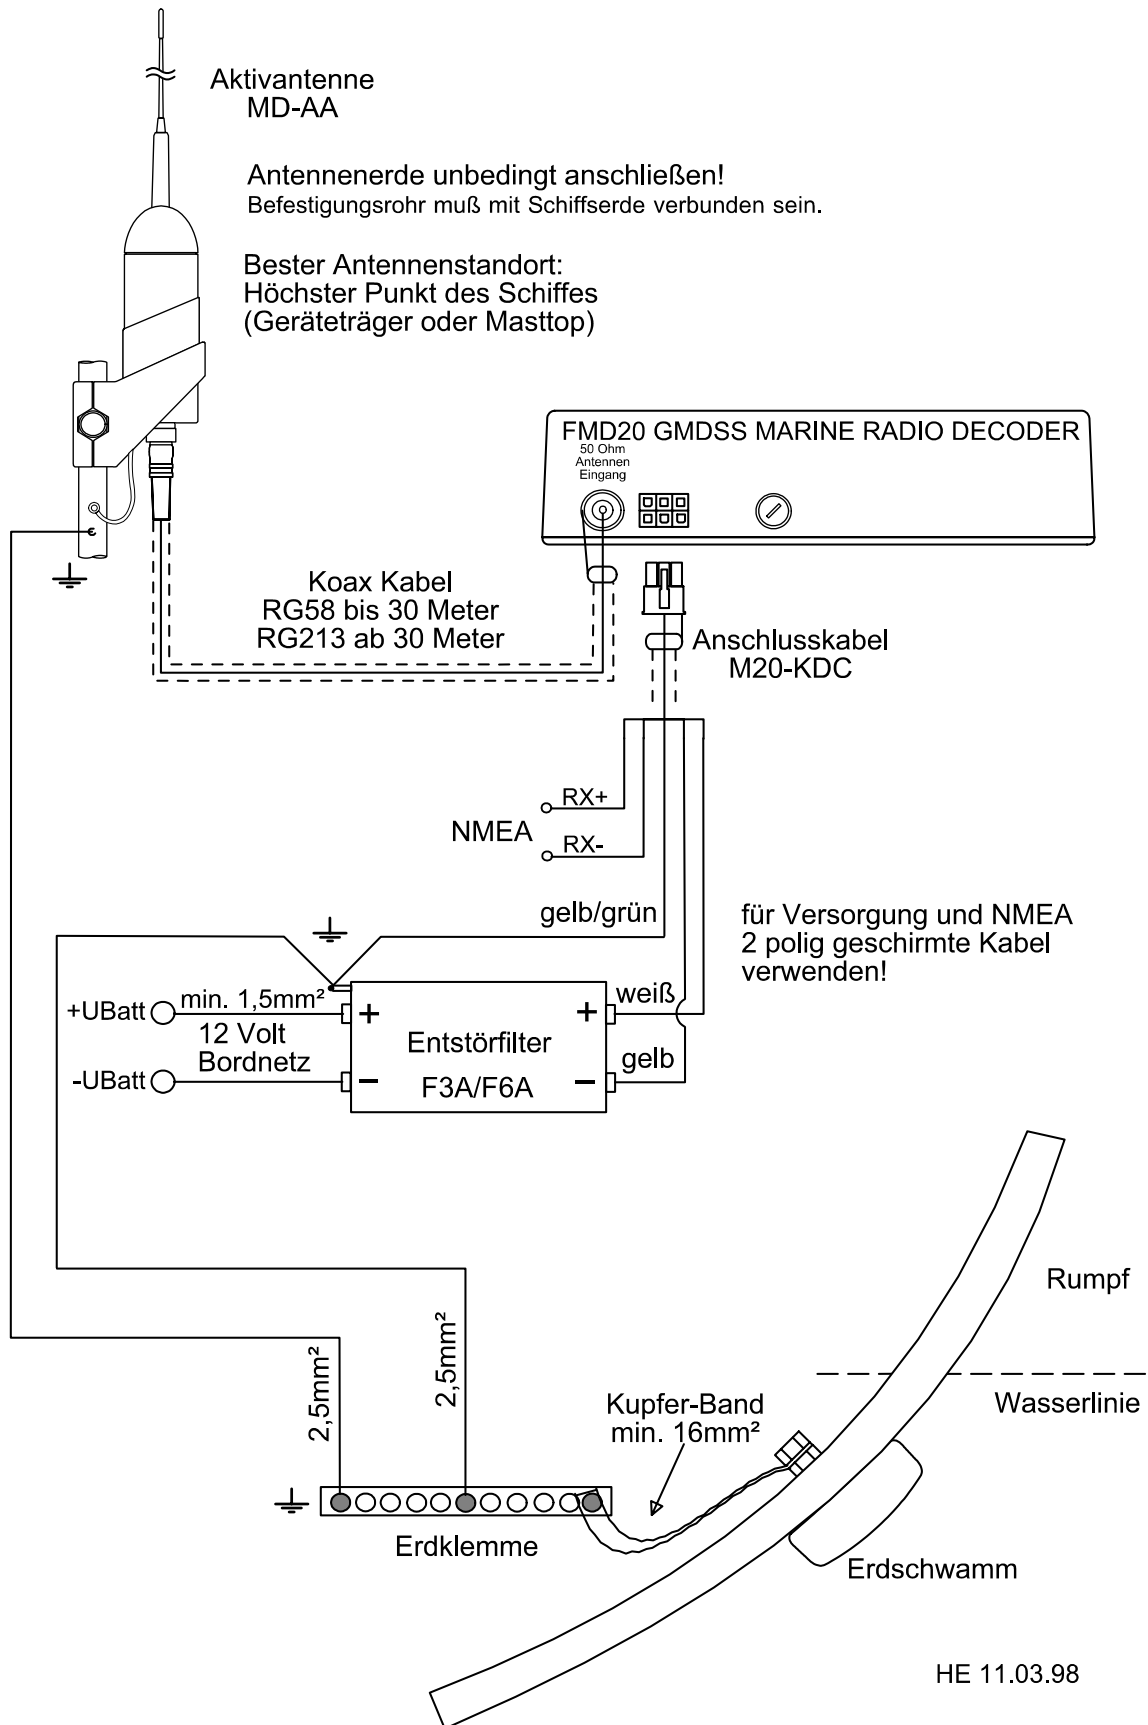 Aktivantenne
MD-AA
Antennenerde unbedingt anschließen!
Befestigungsrohr muß mit Schiffserde verbunden sein.
Bester Antennenstandort:
Höchster Punkt des Schiffes
(Geräteträger oder Masttop)
FMD20 GMDSS MARINE RADIO DECODER
50 Ohm
Antennen
Eingang
Koax Kabel
RG58 bis 30 Meter
RG213 ab 30 Meter
Anschlusskabel
M20-KDC
RX+
NMEA
RX-
gelb/grün
für Versorgung und NMEA
2 polig geschirmte Kabel
verwenden!
+UBatt
min. 1,5mm²
12 Volt
Bordnetz
-UBatt
+
+
Entstörfilter
F3A/F6A
−
−
weiß
gelb
Rumpf
2,5mm²
2,5mm²
Wasserlinie
Kupfer-Band
min. 16mm²
Erdklemme
Erdschwamm
HE 11.03.98